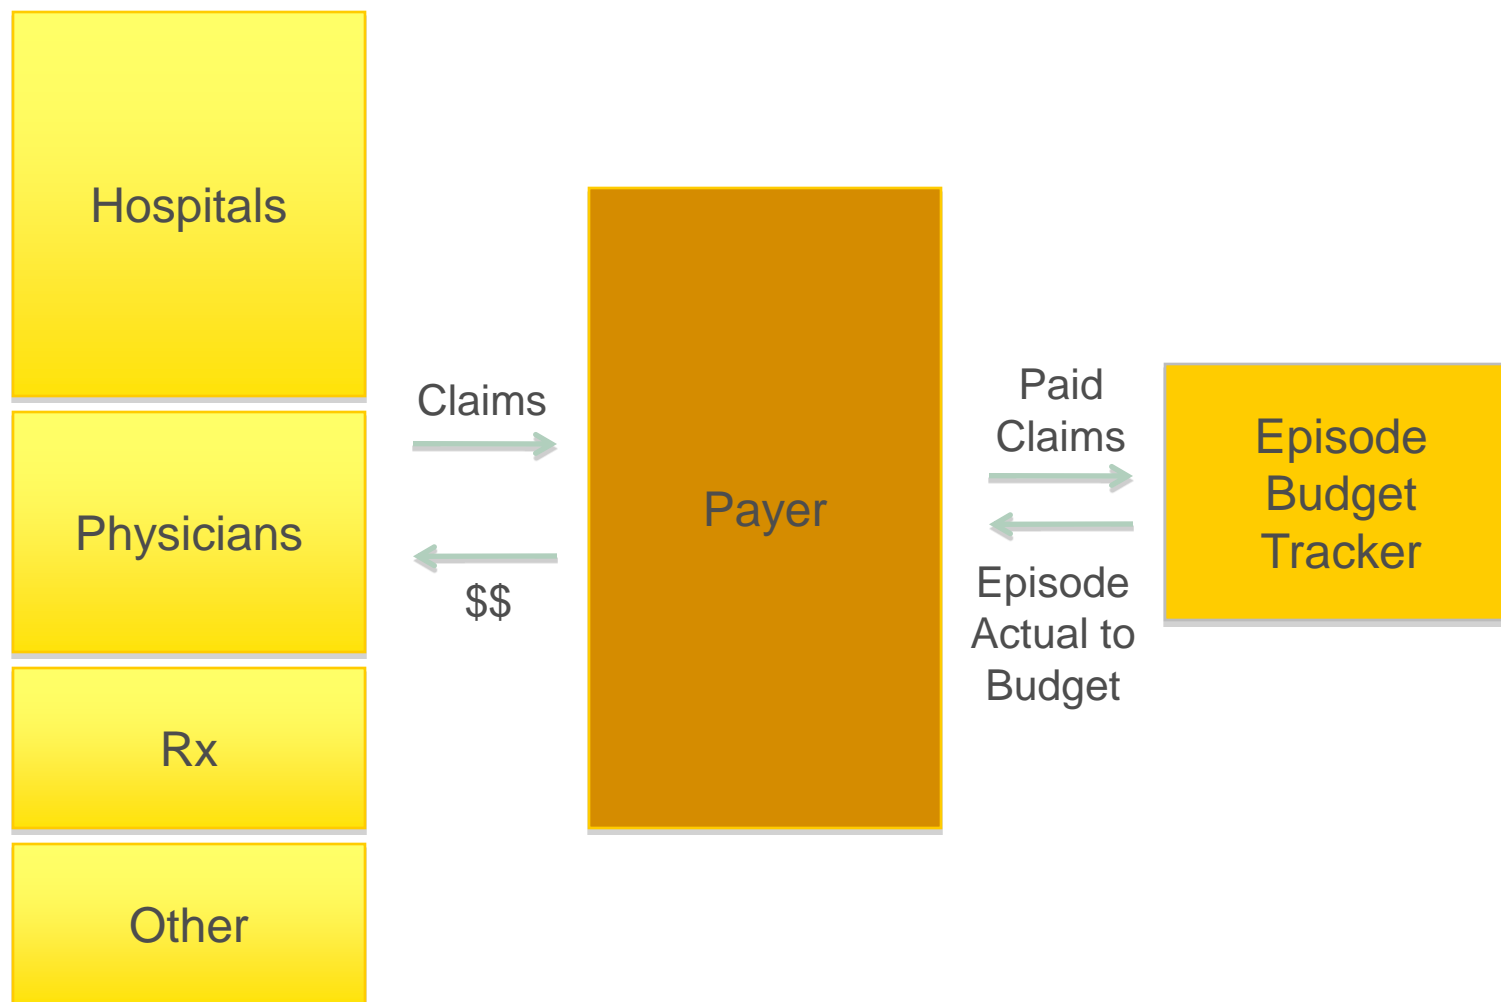 Hospitals
Physicians
Rx
Other
Claims
$$
Payer
Paid
Claims
Episode
Actual to
Budget
Episode
Budget
Tracker